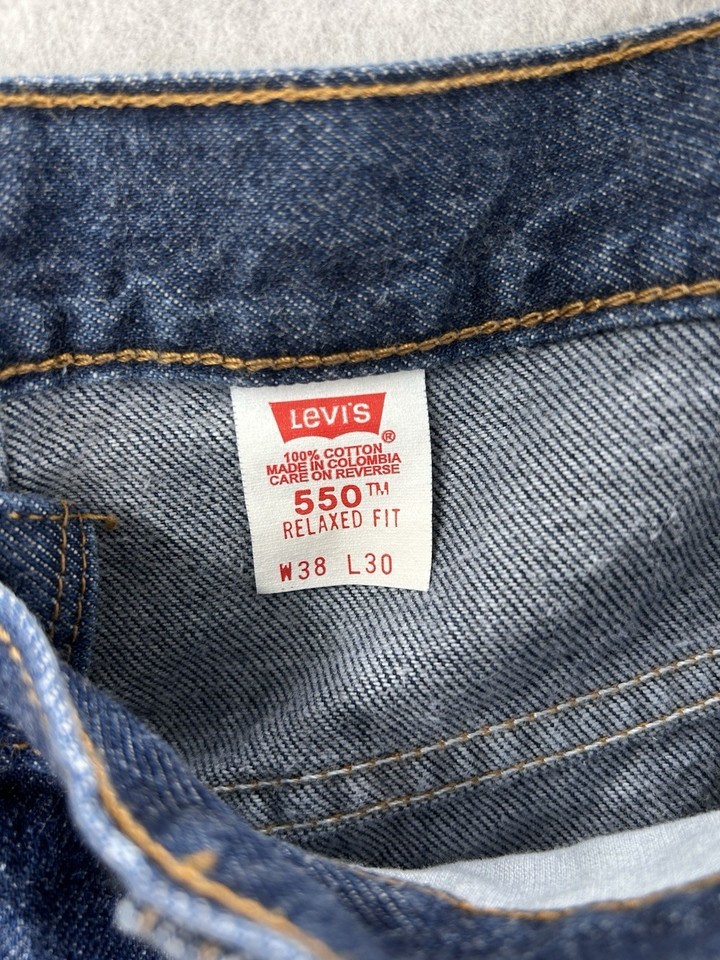 LEVI'S
®
100% COTTON
MADE IN COLOMBIA
CARE ON REVERSE
550™
RELAXED FIT
W38 L30